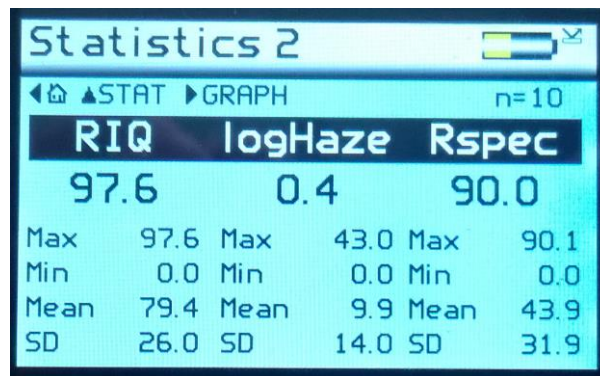 Statistics 2
◀⌂ ▲STAT ▶GRAPH n=10
RIQ logHaze Rspec
97.6 0.4 90.0
Max 97.6 Max 43.0 Max 90.1
Min 0.0 Min 0.0 Min 0.0
Mean 79.4 Mean 9.9 Mean 43.9
SD 26.0 SD 14.0 SD 31.9